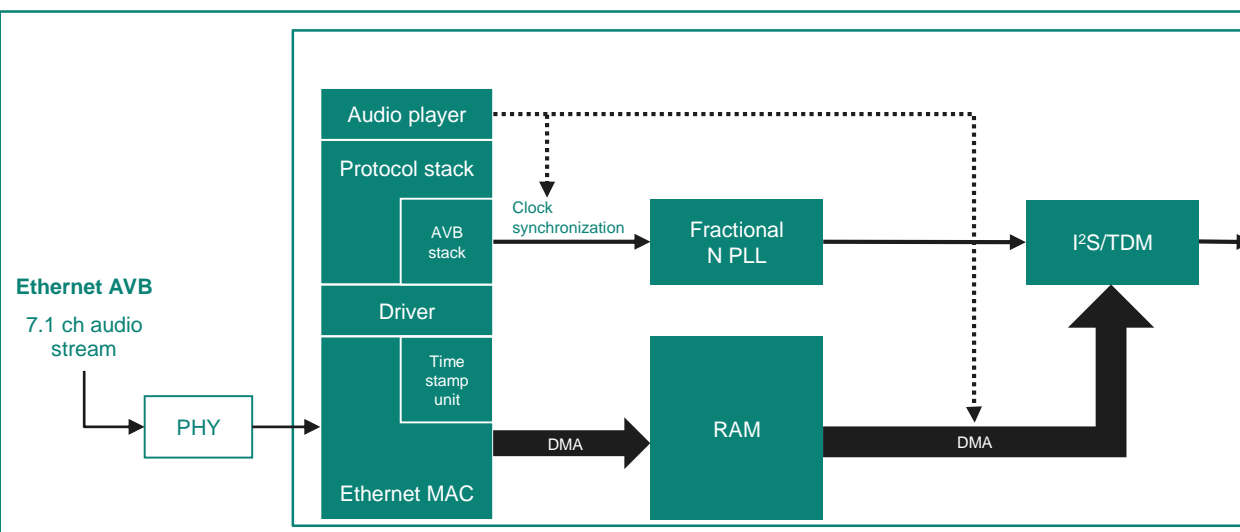 Audio player
Protocol stack
AVB
stack
Clock
synchronization
Fractional
N PLL
I²S/TDM
Ethernet AVB
7.1 ch audio
stream
Driver
Time
stamp
unit
PHY
DMA
RAM
DMA
Ethernet MAC